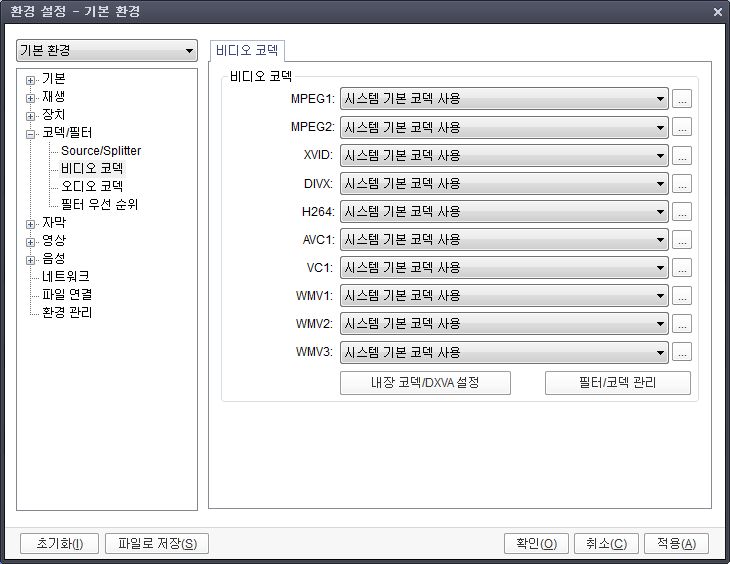 환경 설정 - 기본 환경
기본 환경
기본
재생
장치
코덱/필터
Source/Splitter
비디오 코덱
오디오 코덱
필터 우선 순위
자막
영상
음성
네트워크
파일 연결
환경 관리
비디오 코덱
비디오 코덱
MPEG1: 시스템 기본 코덱 사용 ...
MPEG2: 시스템 기본 코덱 사용 ...
XVID: 시스템 기본 코덱 사용 ...
DIVX: 시스템 기본 코덱 사용 ...
H264: 시스템 기본 코덱 사용 ...
AVC1: 시스템 기본 코덱 사용 ...
VC1: 시스템 기본 코덱 사용 ...
WMV1: 시스템 기본 코덱 사용 ...
WMV2: 시스템 기본 코덱 사용 ...
WMV3: 시스템 기본 코덱 사용 ...
내장 코덱/DXVA 설정 필터/코덱 관리
초기화(I) 파일로 저장(S) 확인(O) 취소(C) 적용(A)